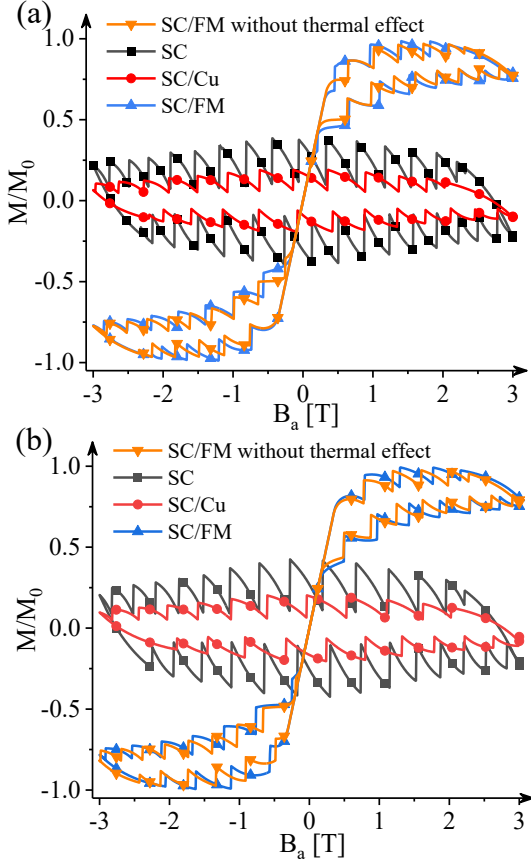 (a)
SC/FM without thermal effect
SC
SC/Cu
SC/FM
M/M0
1.0
0.5
0.0
-0.5
-1.0
-3 -2 -1 0 1 2 3
Ba [T]
(b)
SC/FM without thermal effect
SC
SC/Cu
SC/FM
M/M0
1.0
0.5
0.0
-0.5
-1.0
-3 -2 -1 0 1 2 3
Ba [T]